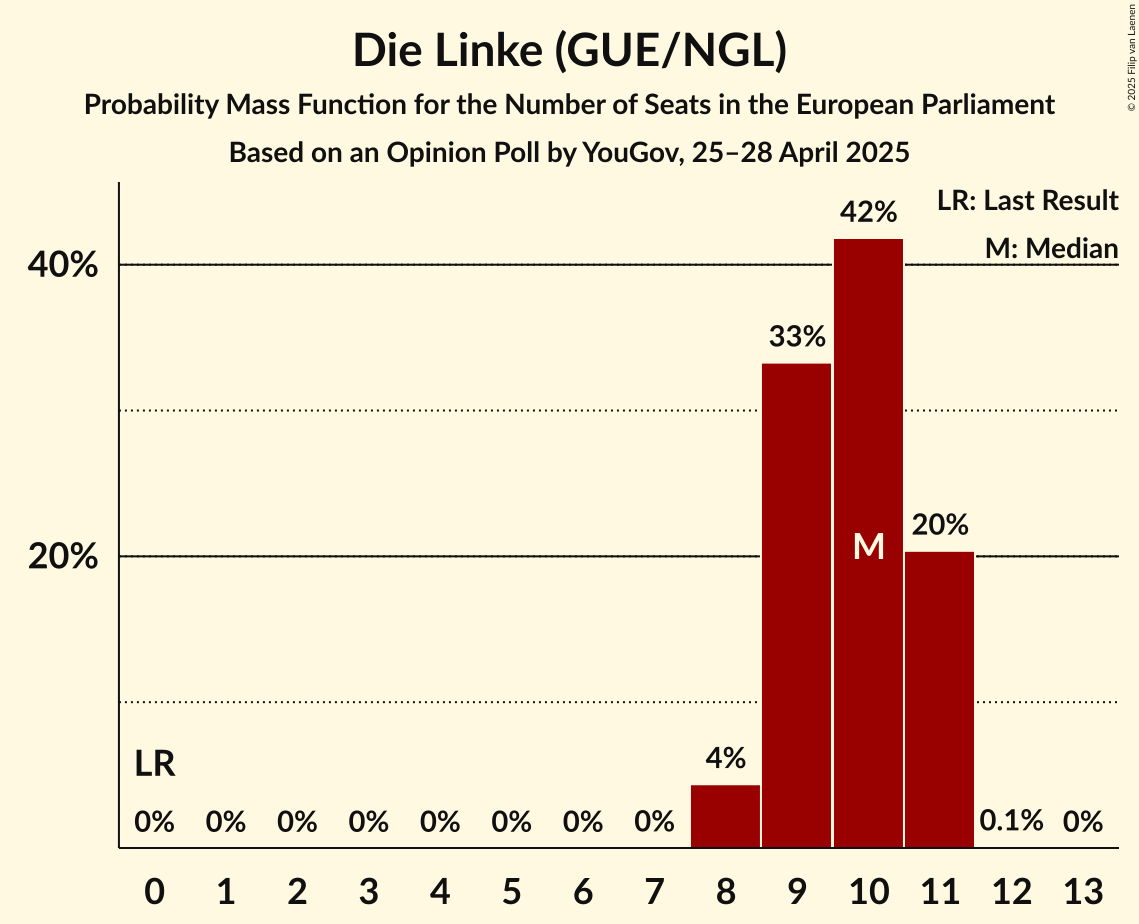 Die Linke (GUE/NGL)
Probability Mass Function for the Number of Seats in the European Parliament
Based on an Opinion Poll by YouGov, 25–28 April 2025
© 2025 Filip van Laenen
LR: Last Result
M: Median
42%
40%
33%
20%
M
20%
LR
4%
0% 0% 0% 0% 0% 0% 0% 0% 0.1% 0%
0 1 2 3 4 5 6 7 8 9 10 11 12 13